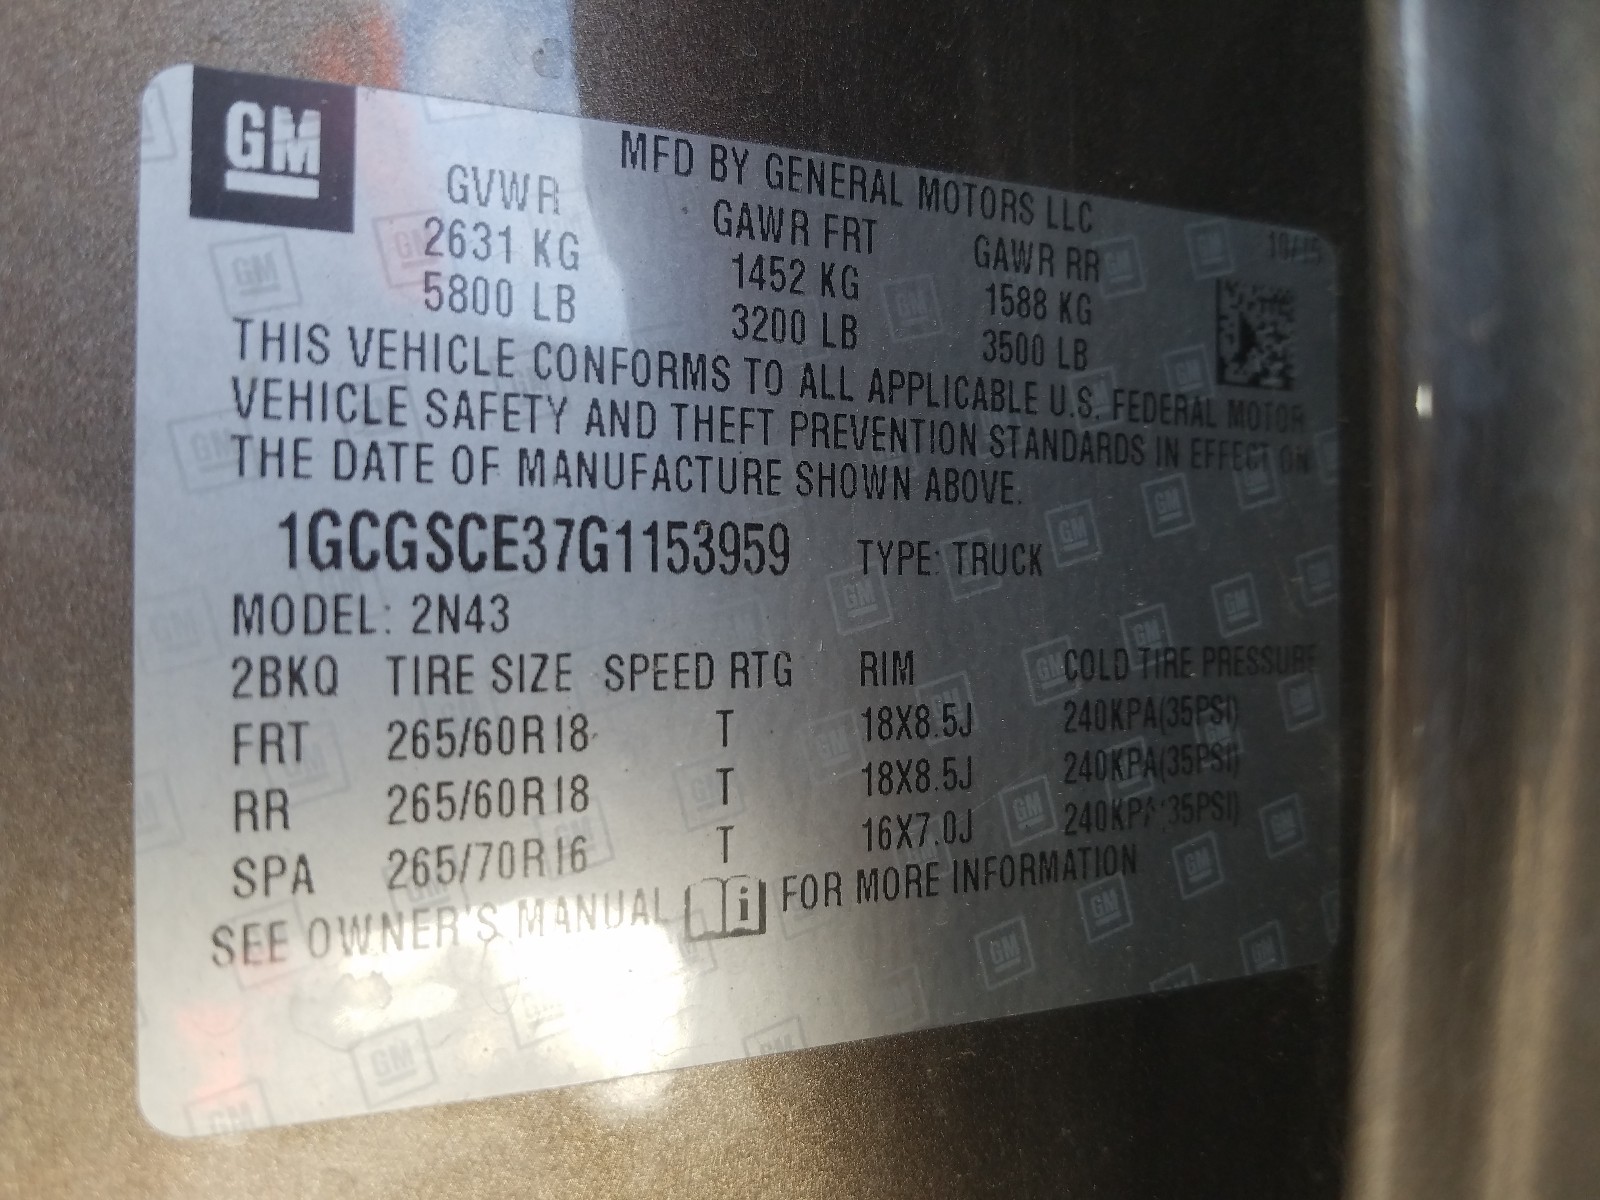 GM
MFD BY GENERAL MOTORS LLC
GVWR GAWR FRT GAWR RR 10/15
2631 KG 1452 KG 1588 KG
5800 LB 3200 LB 3500 LB
THIS VEHICLE CONFORMS TO ALL APPLICABLE U.S. FEDERAL MOTOR
VEHICLE SAFETY AND THEFT PREVENTION STANDARDS IN EFFECT ON
THE DATE OF MANUFACTURE SHOWN ABOVE.
1GCGSCE37G1153959 TYPE: TRUCK
MODEL: 2N43
2BKQ TIRE SIZE SPEED RTG RIM COLD TIRE PRESSURE
FRT 265/60R18 T 18X8.5J 240KPA(35PSI)
RR 265/60R18 T 18X8.5J 240KPA(35PSI)
SPA 265/70R16 T 16X7.0J 240KPA(35PSI)
SEE OWNER'S MANUAL i FOR MORE INFORMATION